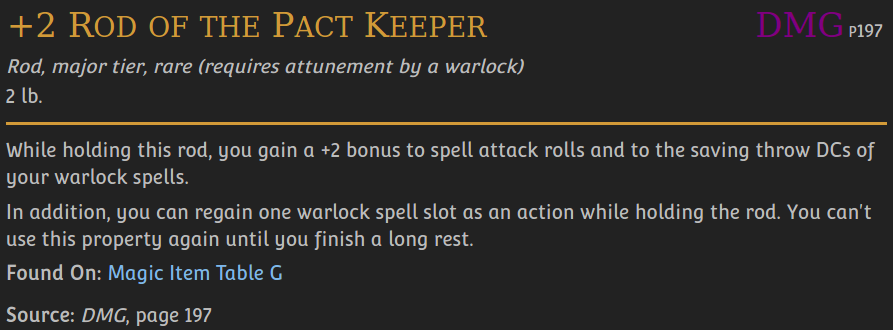 +2 Rod of the Pact Keeper DMG P197
Rod, major tier, rare (requires attunement by a warlock)
2 lb.
While holding this rod, you gain a +2 bonus to spell attack rolls and to the saving throw DCs of
your warlock spells.
In addition, you can regain one warlock spell slot as an action while holding the rod. You can't
use this property again until you finish a long rest.
Found On: Magic Item Table G
Source: DMG, page 197